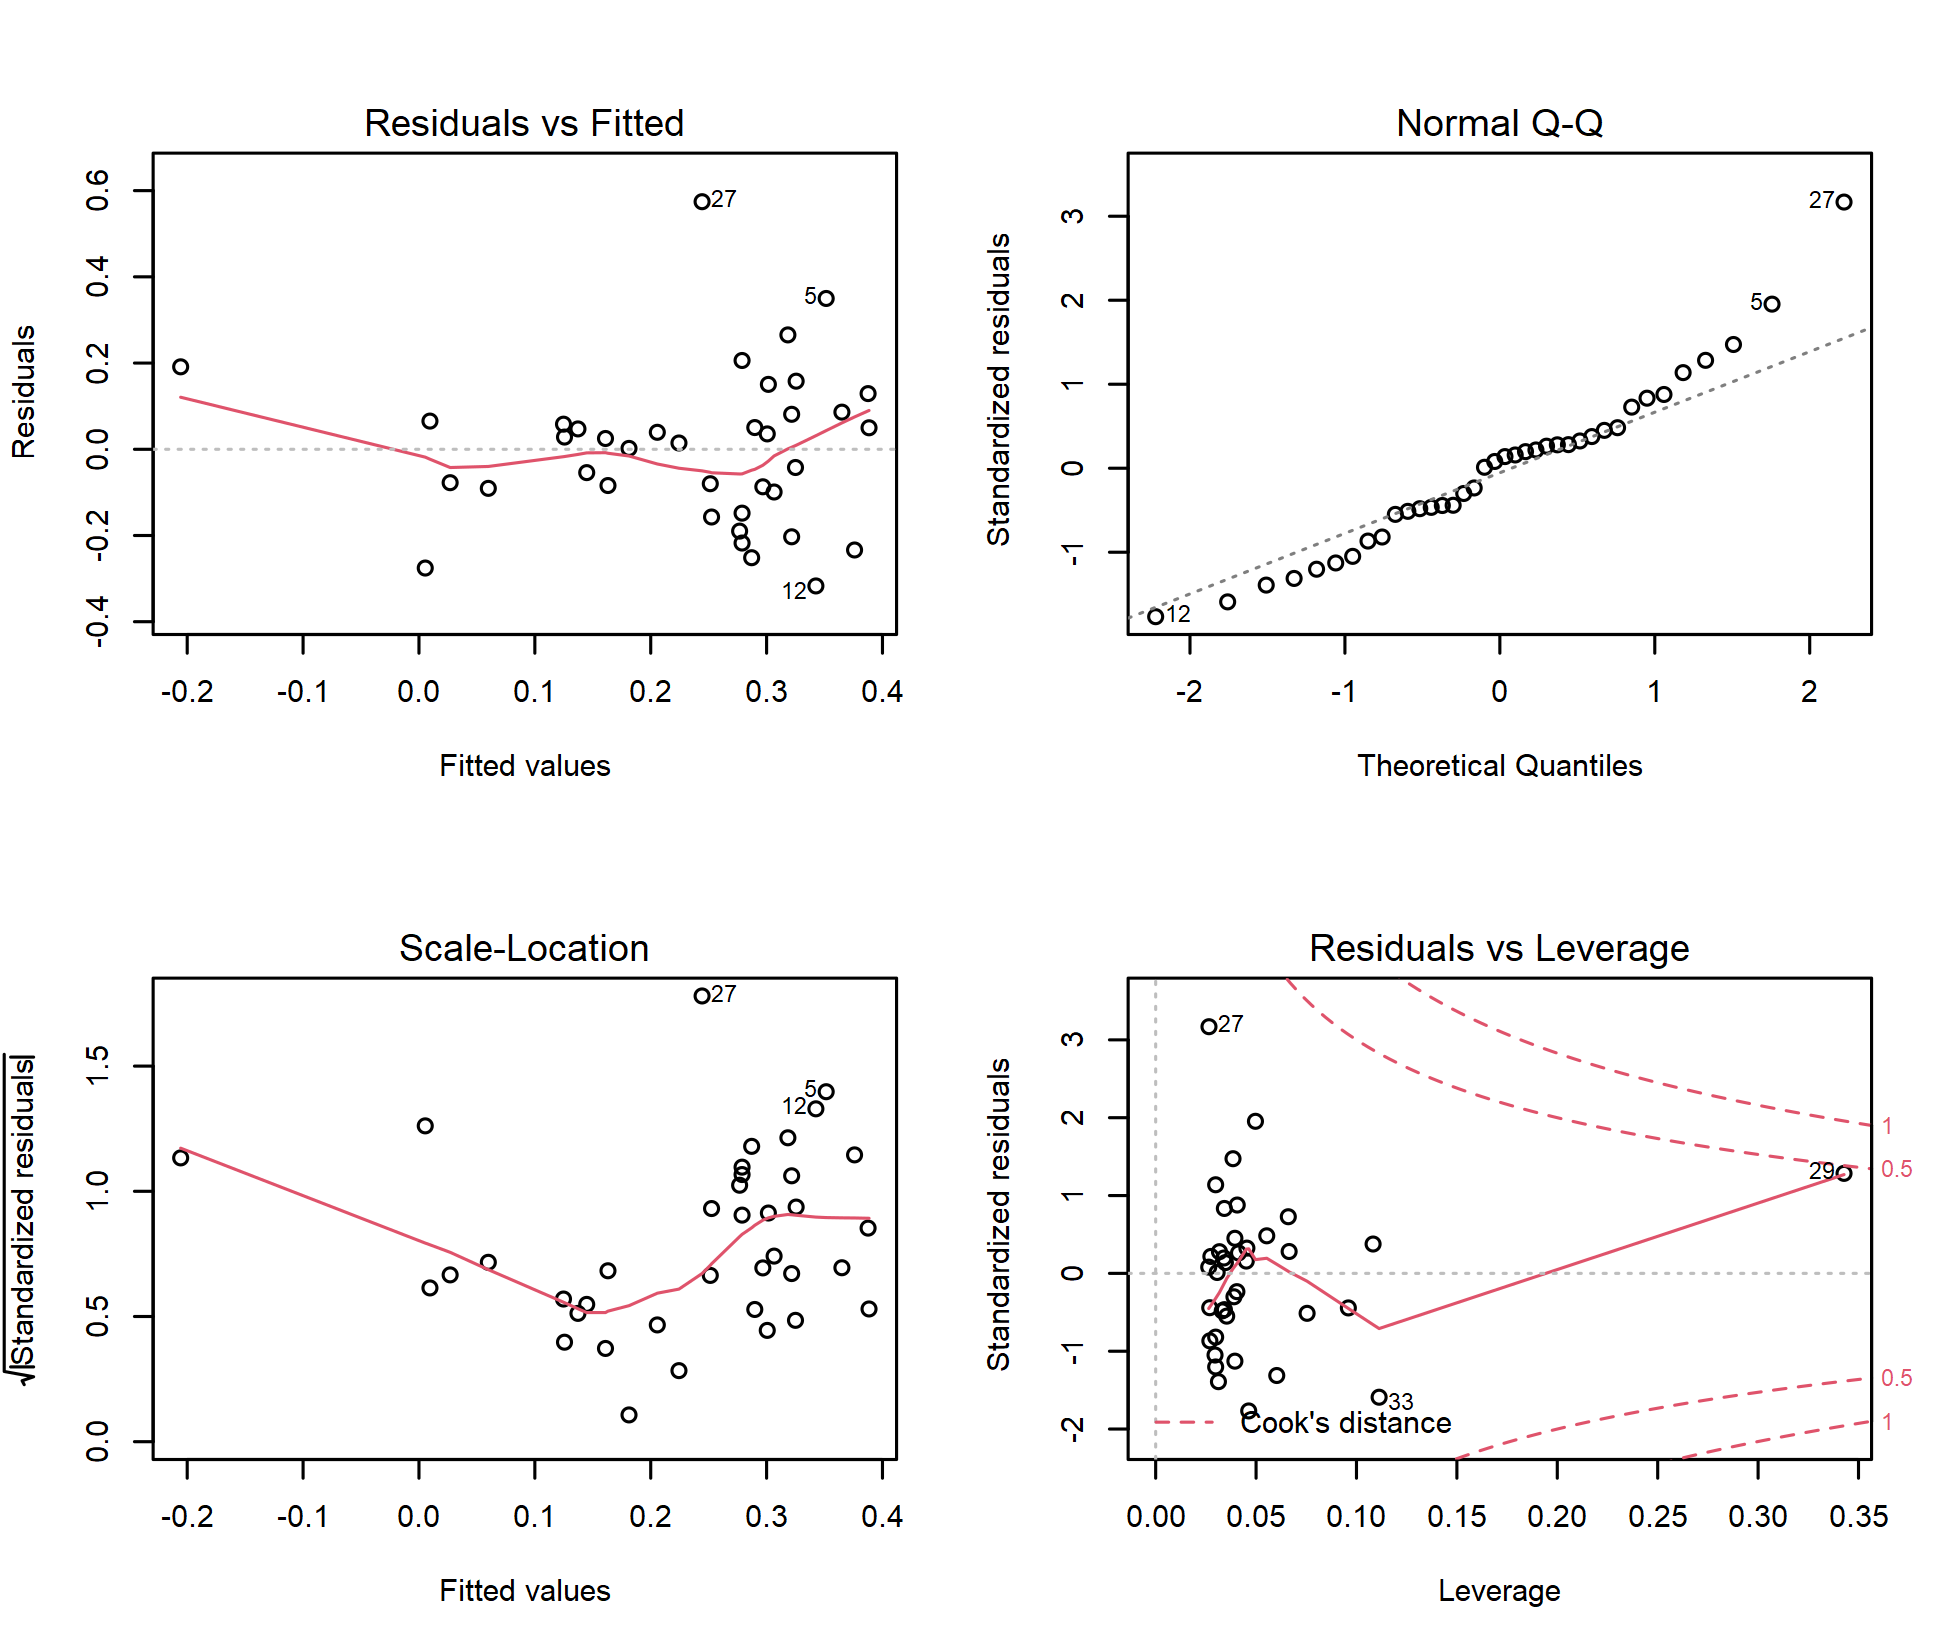 Residuals vs Fitted
Residuals
0.6
0.4
0.2
0.0
-0.2
-0.4
27
5
12
-0.2 -0.1 0.0 0.1 0.2 0.3 0.4
Fitted values
Normal Q-Q
Standardized residuals
3
2
1
0
-1
27
5
12
-2 -1 0 1 2
Theoretical Quantiles
Scale-Location
√|Standardized residuals|
1.5
1.0
0.5
0.0
27
5
12
-0.2 -0.1 0.0 0.1 0.2 0.3 0.4
Fitted values
Residuals vs Leverage
Standardized residuals
3
2
1
0
-1
-2
27
29
33
1
0.5
0.5
1
Cook's distance
0.00 0.05 0.10 0.15 0.20 0.25 0.30 0.35
Leverage